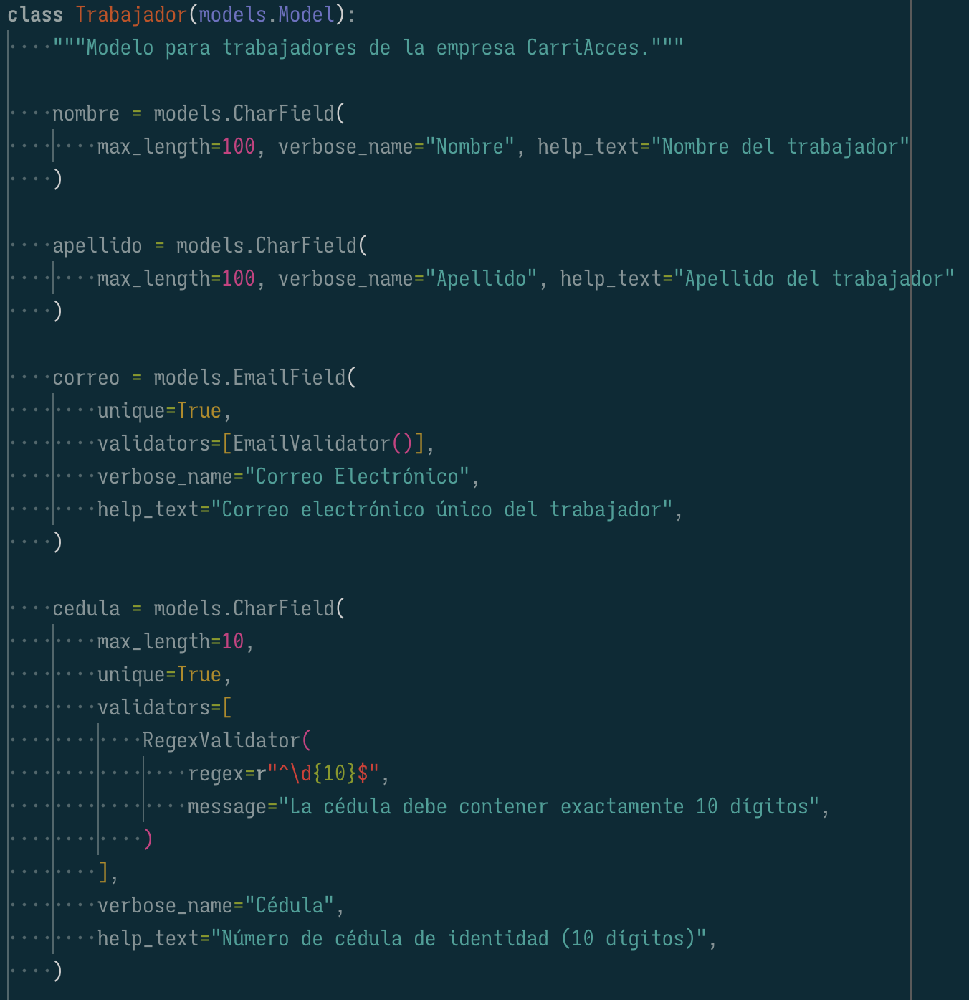 class Trabajador(models.Model):
    """Modelo para trabajadores de la empresa CarriAcces."""

    nombre = models.CharField(
        max_length=100, verbose_name="Nombre", help_text="Nombre del trabajador"
    )

    apellido = models.CharField(
        max_length=100, verbose_name="Apellido", help_text="Apellido del trabajador"
    )

    correo = models.EmailField(
        unique=True,
        validators=[EmailValidator()],
        verbose_name="Correo Electrónico",
        help_text="Correo electrónico único del trabajador",
    )

    cedula = models.CharField(
        max_length=10,
        unique=True,
        validators=[
            RegexValidator(
                regex=r"^\d{10}$",
                message="La cédula debe contener exactamente 10 dígitos",
            )
        ],
        verbose_name="Cédula",
        help_text="Número de cédula de identidad (10 dígitos)",
    )